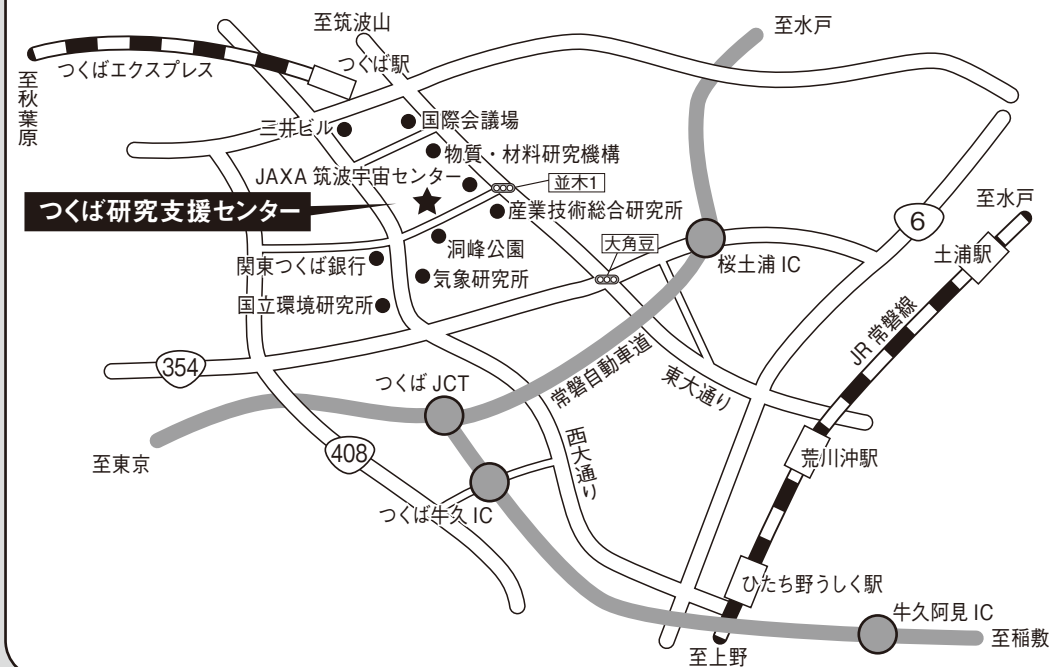 至筑波山
至水戸
つくばエクスプレス
つくば駅
至秋葉原
三井ビル
国際会議場
物質・材料研究機構
JAXA 筑波宇宙センター
並木1
つくば研究支援センター
産業技術総合研究所
至水戸
6
洞峰公園
大角豆
土浦駅
関東つくば銀行
気象研究所
桜土浦 IC
国立環境研究所
JR 常磐線
354
つくば JCT
常磐自動車道
東大通り
408
至東京
西大通り
荒川沖駅
つくば牛久 IC
ひたち野うしく駅
牛久阿見 IC
至稲敷
至上野